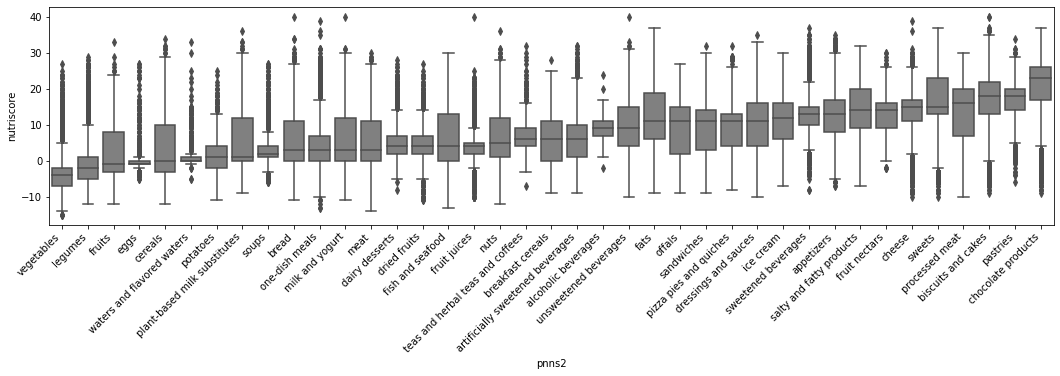 nutriscore
40
30
20
10
0
−10
vegetables
legumes
fruits
eggs
cereals
waters and flavored waters
potatoes
plant-based milk substitutes
soups
bread
one-dish meals
milk and yogurt
meat
dairy desserts
dried fruits
fish and seafood
fruit juices
nuts
teas and herbal teas and coffees
breakfast cereals
artificially sweetened beverages
alcoholic beverages
unsweetened beverages
fats
offals
sandwiches
pizza pies and quiches
dressings and sauces
ice cream
sweetened beverages
appetizers
salty and fatty products
fruit nectars
cheese
sweets
processed meat
biscuits and cakes
pastries
chocolate products
pnns2